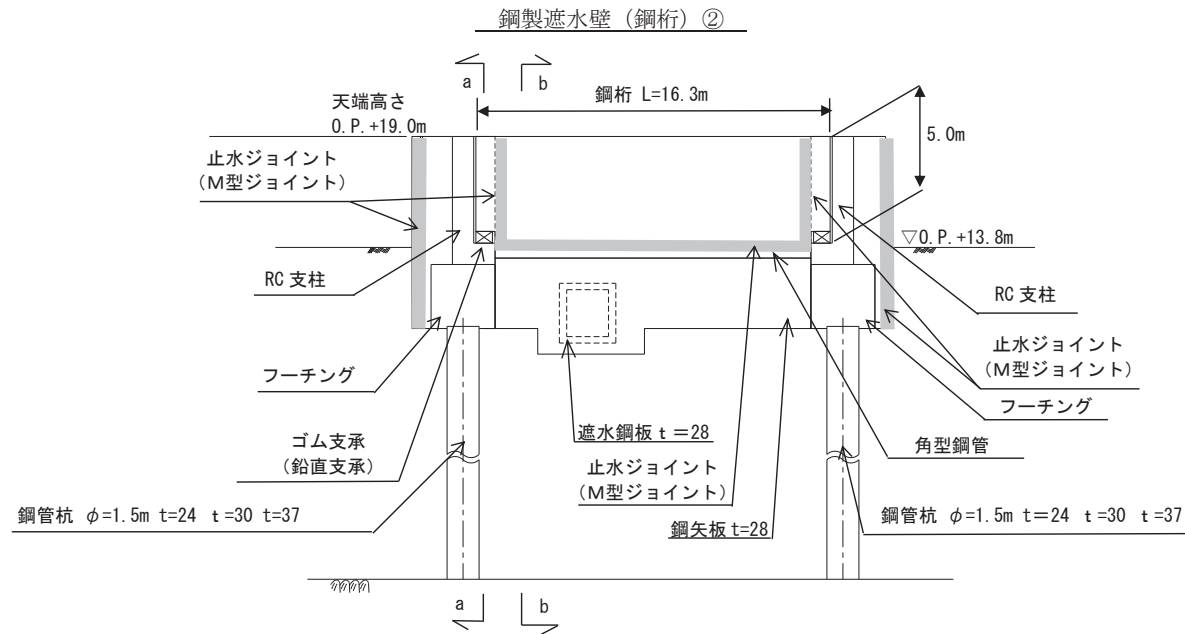 鋼製遮水壁（鋼桁）②
a
b
鋼桁 L=16.3m
天端高さ
O.P.+19.0m
5.0m
止水ジョイント
（M型ジョイント）
▽O.P.+13.8m
RC支柱
RC支柱
止水ジョイント
（M型ジョイント）
フーチング
フーチング
遮水鋼板 t＝28
角型鋼管
ゴム支承
（鉛直支承）
止水ジョイント
（M型ジョイント）
鋼管杭 φ=1.5m t=24 t=30 t=37
鋼矢板 t=28
鋼管杭 φ=1.5m t＝24 t=30 t=37
a
b